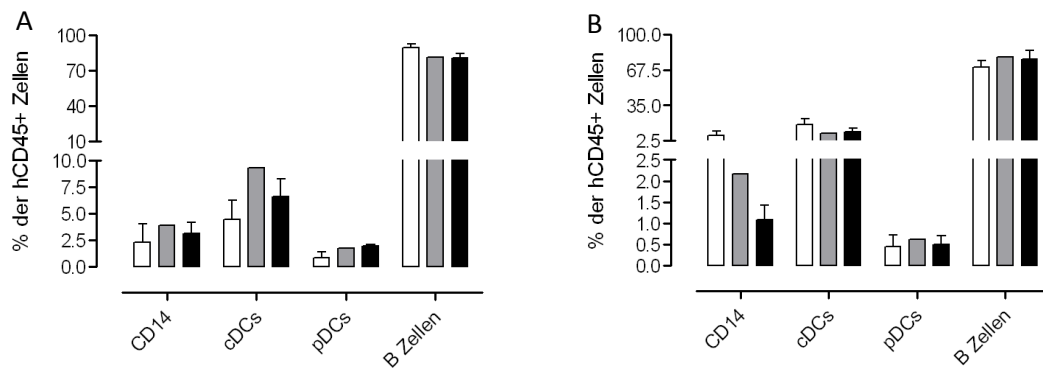 A
% der hCD45+ Zellen
100
70
40
10
10.0
7.5
5.0
2.5
0.0
CD14
cDCs
pDCs
B Zellen
B
% der hCD45+ Zellen
100.0
67.5
35.0
2.5
2.5
2.0
1.5
1.0
0.5
0.0
CD14
cDCs
pDCs
B Zellen